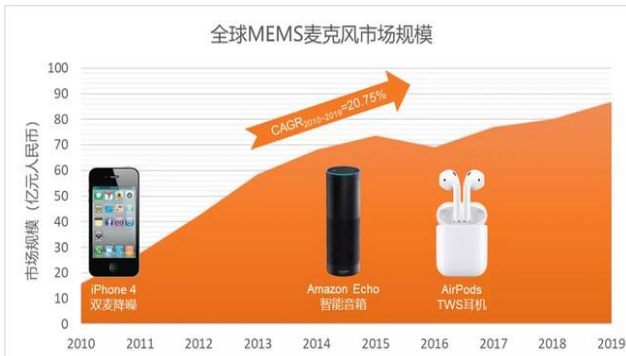 全球MEMS麦克风市场规模
市场规模（亿元人民币）
100
90
80
70
60
50
40
30
20
10
0
CAGR2010-2019=20.75%
iPhone 4
双麦降噪
Amazon Echo
智能音箱
AirPods
TWS耳机
2010 2011 2012 2013 2014 2015 2016 2017 2018 2019